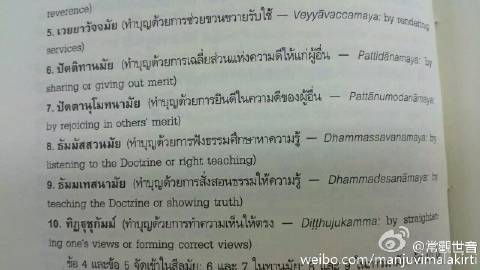 reverence)
5. เวยยาวัจจมัย (ทำบุญด้วยการช่วยขวนขวายรับใช้ — Veyyāvaccamaya: by rendering
services)
6. ปัตติทานมัย (ทำบุญด้วยการเฉลี่ยส่วนแห่งความดีให้แก่ผู้อื่น — Pattidānamaya: by
sharing or giving out merit)
7. ปัตตานุโมทนามัย (ทำบุญด้วยการยินดีในความดีของผู้อื่น — Pattānumodanāmaya:
by rejoicing in others' merit)
8. ธัมมัสสวนมัย (ทำบุญด้วยการฟังธรรมศึกษาหาความรู้ — Dhammassavanamaya: by
listening to the Doctrine or right teaching)
9. ธัมมเทสนามัย (ทำบุญด้วยการสั่งสอนธรรมให้ความรู้ — Dhammadesanāmaya: by
teaching the Doctrine or showing truth)
10. ทิฏฐุชุกัมม์ (ทำบุญด้วยการทำความเห็นให้ตรง — Diṭṭhujukamma: by straighten-
ing one's views or forming correct views)
ข้อ 4 และข้อ 5 จัดเข้าในสีลมัย; 6 และ 7 ในทานมัย; 8 และ 9
@常觀世音
weibo.com/manjuvimalakirti